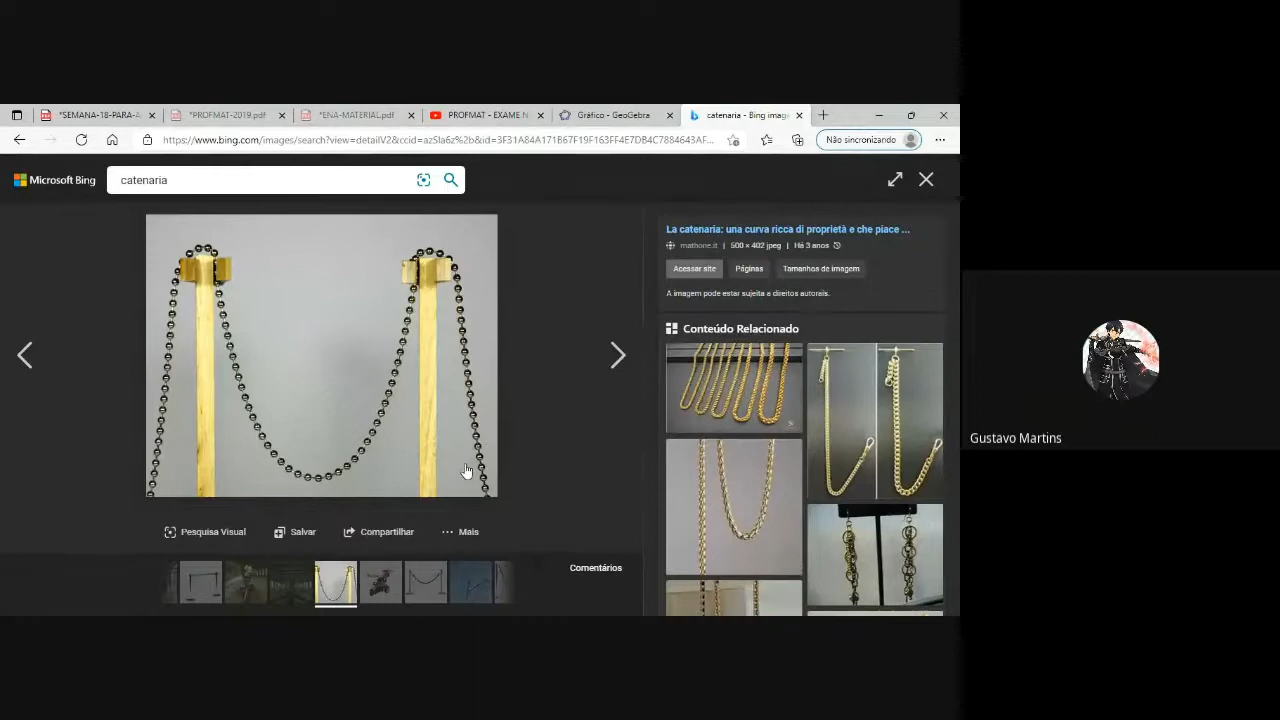 *SEMANA-18-PARA-A
*PROFMAT-2019.pdf
*ENA-MATERIAL.pdf
PROFMAT - EXAME N
Gráfico - GeoGebra
catenaria - Bing imag
https://www.bing.com/images/search?view=detailV2&ccid=azSIa6z2%2b&id=3F31A84A171B67F19F163FF4E7DB4C7884643AF...
Não sincronizando
Microsoft Bing
catenaria
La catenaria: una curva ricca di proprietà e che piace ...
mathone.it | 500 × 402 jpeg | Há 3 anos
Acessar site
Páginas
Tamanhos de imagem
A imagem pode estar sujeita a direitos autorais.
Conteúdo Relacionado
Pesquisa Visual
Salvar
Compartilhar
Mais
Comentários
Gustavo Martins